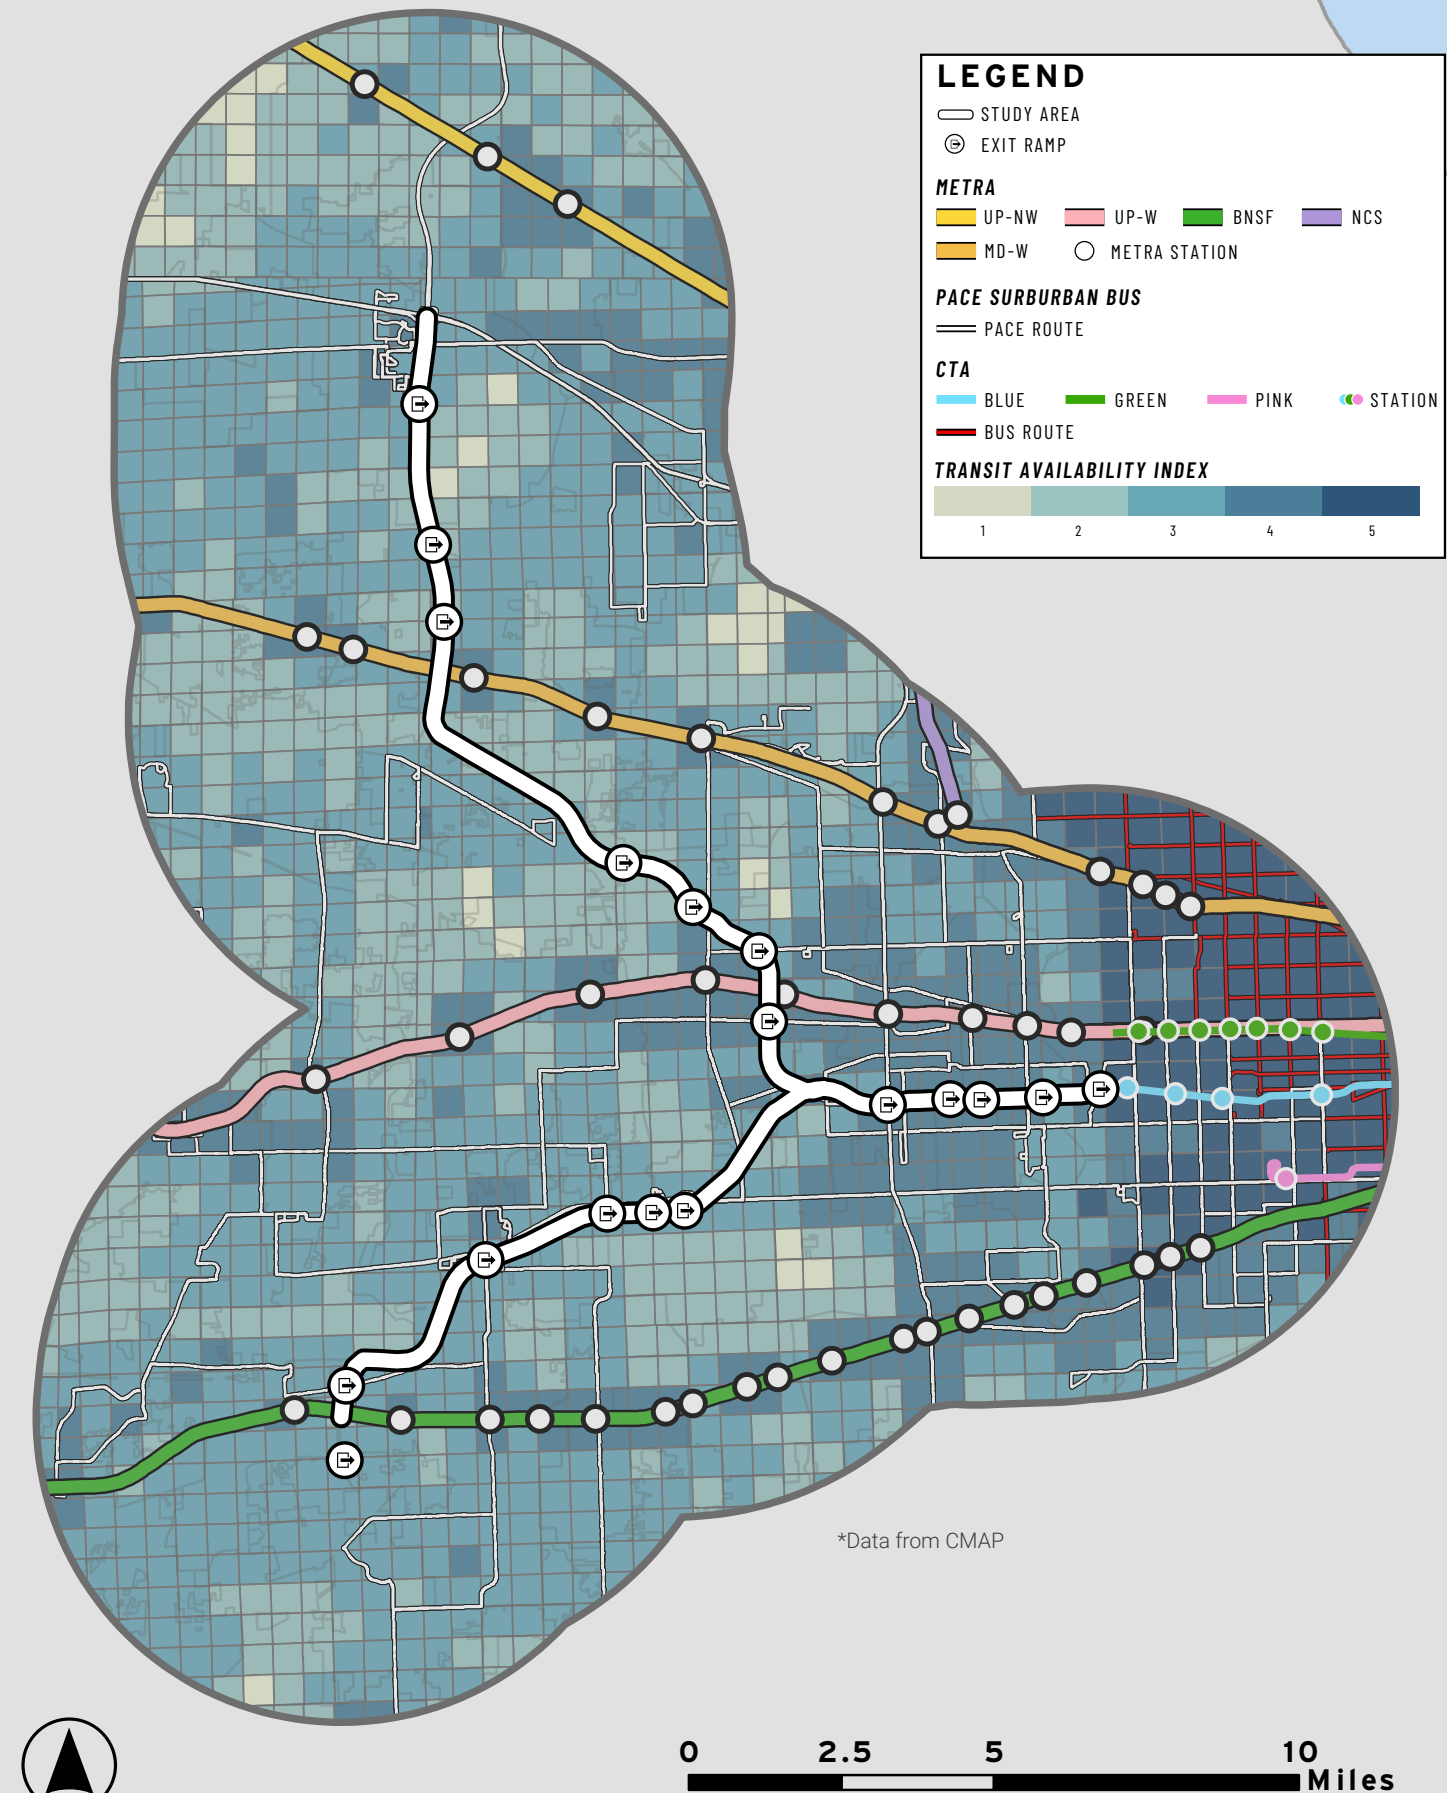 LEGEND
STUDY AREA
EXIT RAMP
METRA
UP-NW UP-W BNSF NCS
MD-W METRA STATION
PACE SURBURBAN BUS
PACE ROUTE
CTA
BLUE GREEN PINK STATION
BUS ROUTE
TRANSIT AVAILABILITY INDEX
1 2 3 4 5
*Data from CMAP
0 2.5 5 10
Miles